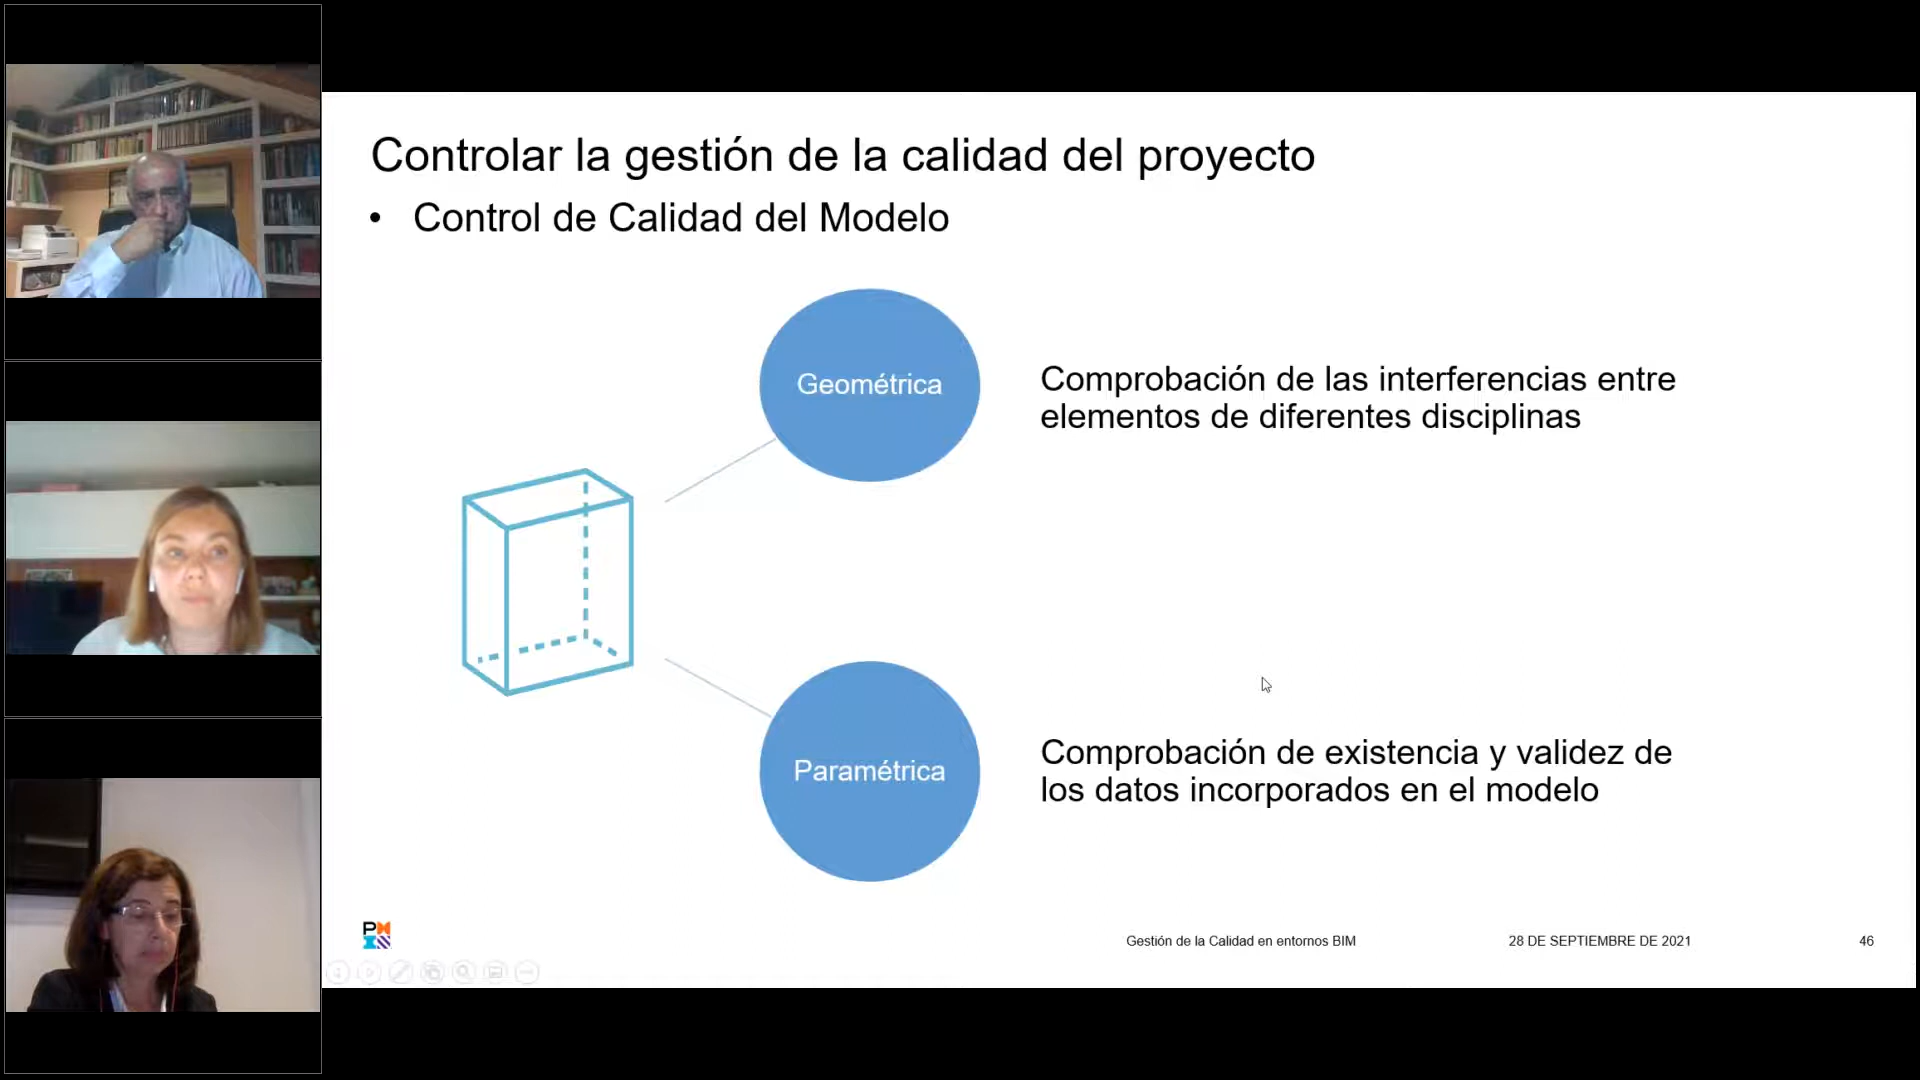 Controlar la gestión de la calidad del proyecto
• Control de Calidad del Modelo
Geométrica
Comprobación de las interferencias entre
elementos de diferentes disciplinas
Paramétrica
Comprobación de existencia y validez de
los datos incorporados en el modelo
Gestión de la Calidad en entornos BIM
28 DE SEPTIEMBRE DE 2021
46